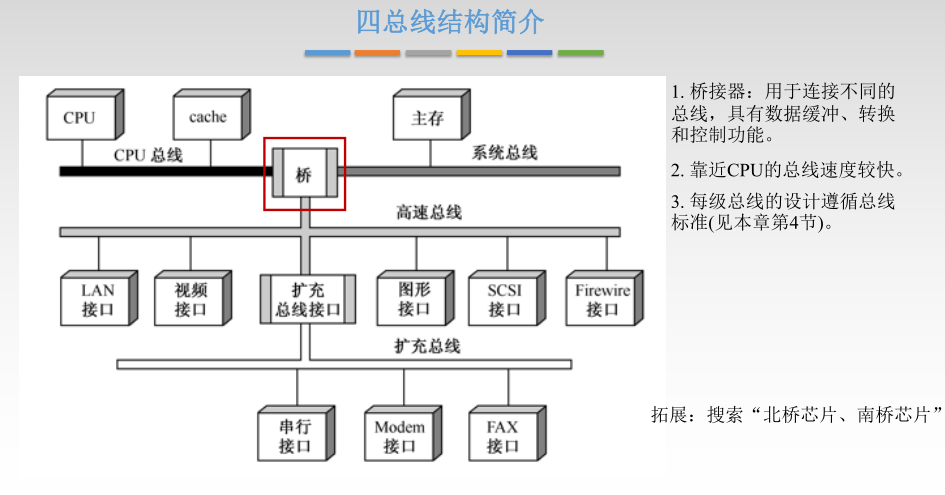 四总线结构简介
CPU
cache
主存
CPU 总线
系统总线
桥
高速总线
LAN
接口
视频
接口
扩充
总线接口
图形
接口
SCSI
接口
Firewire
接口
扩充总线
串行
接口
Modem
接口
FAX
接口
1. 桥接器：用于连接不同的
总线，具有数据缓冲、转换
和控制功能。
2. 靠近CPU的总线速度较快。
3. 每级总线的设计遵循总线
标准(见本章第4节)。
拓展：搜索“北桥芯片、南桥芯片”